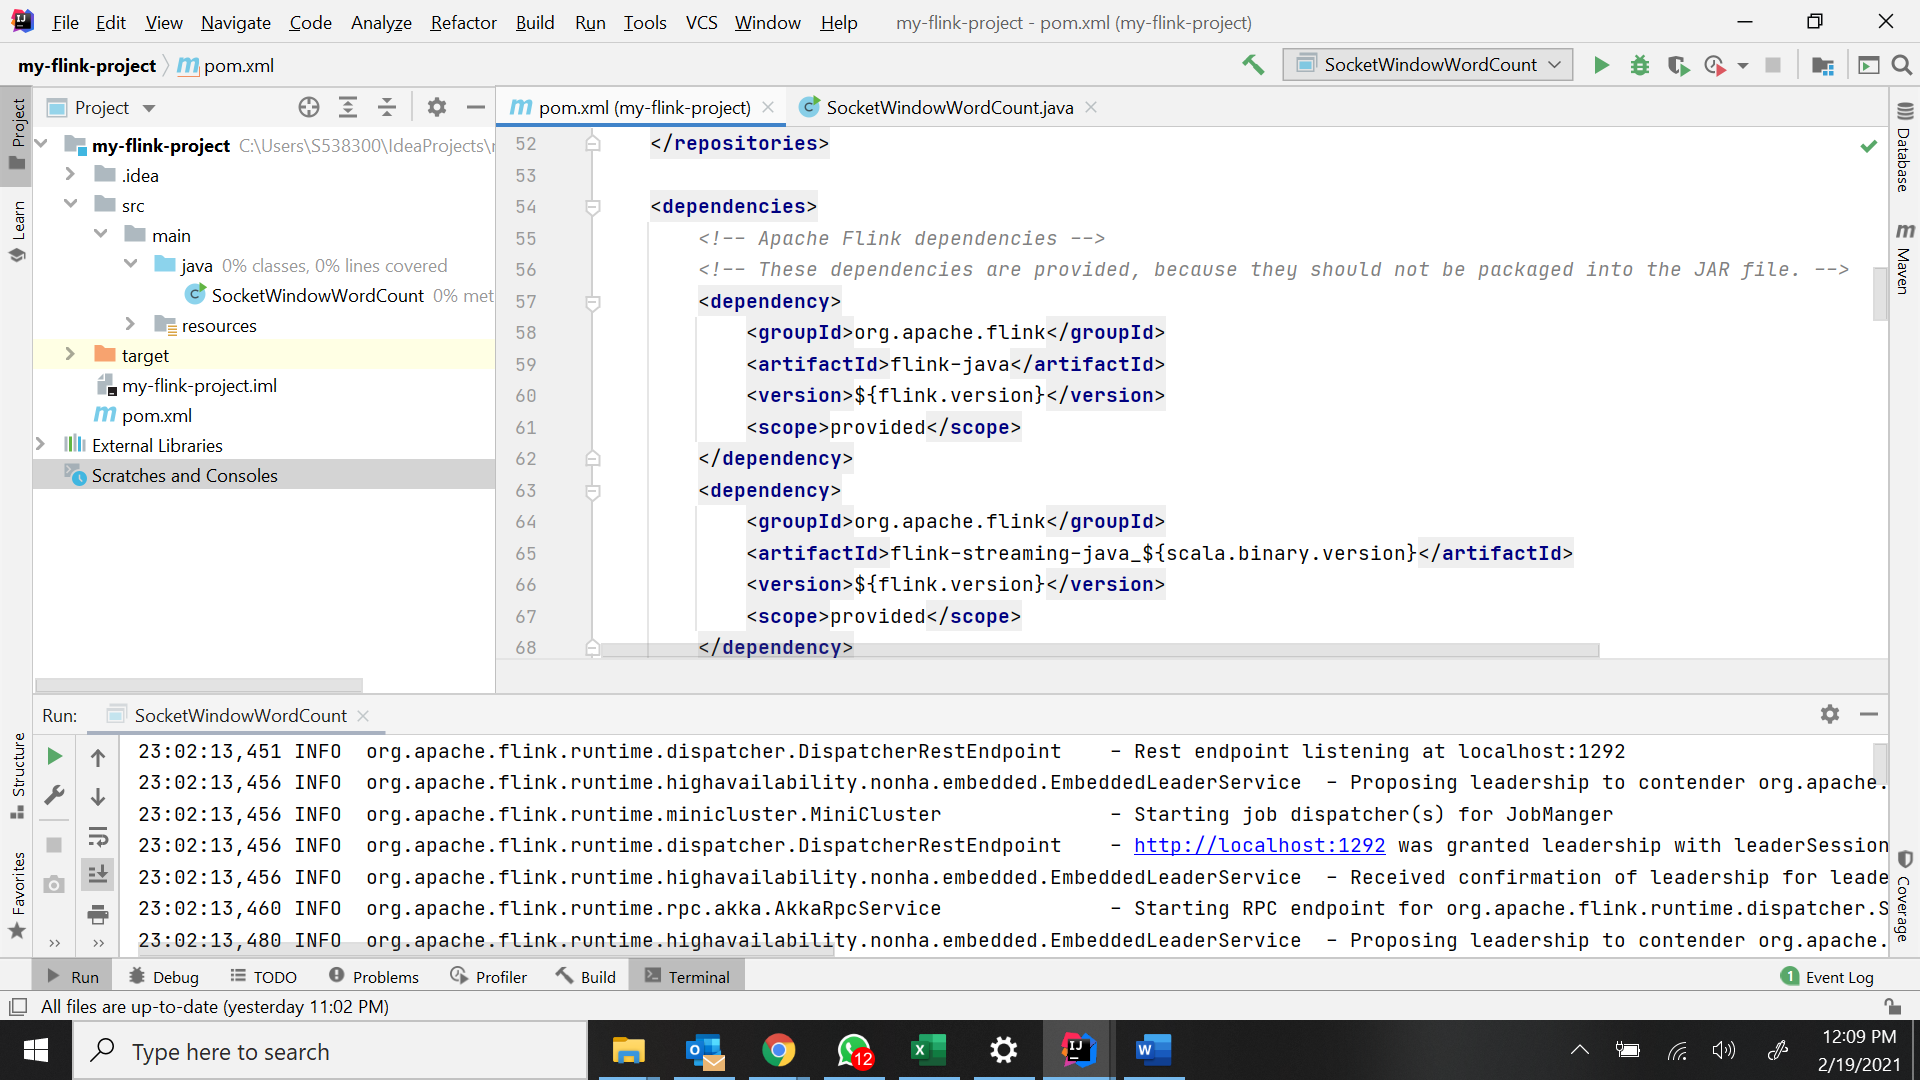 File Edit View Navigate Code Analyze Refactor Build Run Tools VCS Window Help my-flink-project - pom.xml (my-flink-project)
my-flink-project pom.xml SocketWindowWordCount
Project
pom.xml (my-flink-project) SocketWindowWordCount.java
my-flink-project C:\Users\S538300\IdeaProjects\
.idea
src
main
java 0% classes, 0% lines covered
SocketWindowWordCount 0% met
resources
target
my-flink-project.iml
pom.xml
External Libraries
Scratches and Consoles
52 </repositories>
53
54 <dependencies>
55 <!-- Apache Flink dependencies -->
56 <!-- These dependencies are provided, because they should not be packaged into the JAR file. -->
57 <dependency>
58 <groupId>org.apache.flink</groupId>
59 <artifactId>flink-java</artifactId>
60 <version>${flink.version}</version>
61 <scope>provided</scope>
62 </dependency>
63 <dependency>
64 <groupId>org.apache.flink</groupId>
65 <artifactId>flink-streaming-java_${scala.binary.version}</artifactId>
66 <version>${flink.version}</version>
67 <scope>provided</scope>
68 </dependency>
Project
Learn
Structure
Favorites
Database
Maven
Coverage
Run: SocketWindowWordCount
23:02:13,451 INFO org.apache.flink.runtime.dispatcher.DispatcherRestEndpoint - Rest endpoint listening at localhost:1292
23:02:13,456 INFO org.apache.flink.runtime.highavailability.nonha.embedded.EmbeddedLeaderService - Proposing leadership to contender org.apache.
23:02:13,456 INFO org.apache.flink.runtime.minicluster.MiniCluster - Starting job dispatcher(s) for JobManger
23:02:13,456 INFO org.apache.flink.runtime.dispatcher.DispatcherRestEndpoint - http://localhost:1292 was granted leadership with leaderSession
23:02:13,456 INFO org.apache.flink.runtime.highavailability.nonha.embedded.EmbeddedLeaderService - Received confirmation of leadership for leade
23:02:13,460 INFO org.apache.flink.runtime.rpc.akka.AkkaRpcService - Starting RPC endpoint for org.apache.flink.runtime.dispatcher.S
23:02:13,480 INFO org.apache.flink.runtime.highavailability.nonha.embedded.EmbeddedLeaderService - Proposing leadership to contender org.apache.
Run Debug TODO Problems Profiler Build Terminal 1 Event Log
All files are up-to-date (yesterday 11:02 PM)
Type here to search
12
12:09 PM
2/19/2021